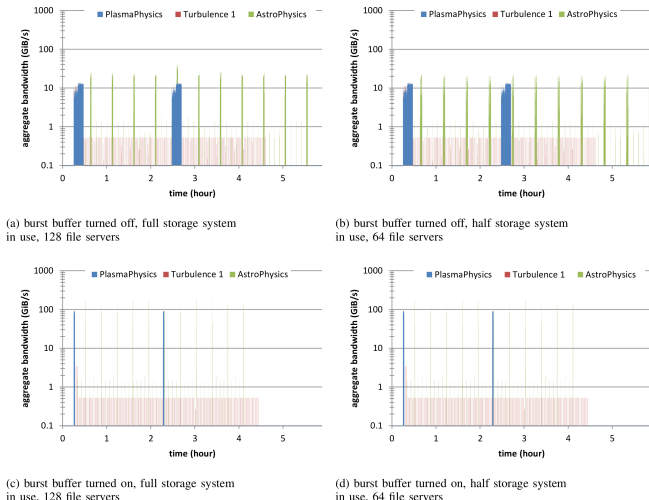 1000
PlasmaPhysics Turbulence 1 AstroPhysics
100
10
1
0.1
aggregate bandwidth (GiB/s)
0 1 2 3 4 5
time (hour)
(a) burst buffer turned off, full storage system
in use, 128 file servers
1000
PlasmaPhysics Turbulence 1 AstroPhysics
100
10
1
0.1
aggregate bandwidth (GiB/s)
0 1 2 3 4 5
time (hour)
(b) burst buffer turned off, half storage system
in use, 64 file servers
1000
PlasmaPhysics Turbulence 1 AstroPhysics
100
10
1
0.1
aggregate bandwidth (GiB/s)
0 1 2 3 4 5
time (hour)
(c) burst buffer turned on, full storage system
in use, 128 file servers
1000
PlasmaPhysics Turbulence 1 AstroPhysics
100
10
1
0.1
aggregate bandwidth (GiB/s)
0 1 2 3 4 5
time (hour)
(d) burst buffer turned on, half storage system
in use, 64 file servers